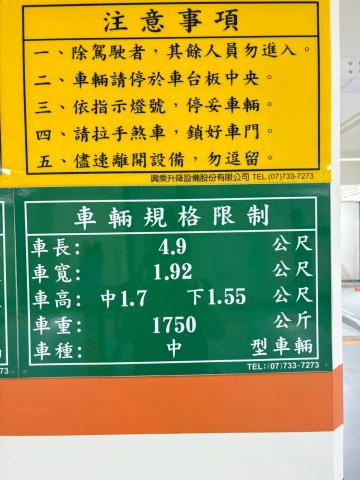 注意事項
一、除駕駛者，其餘人員勿進入。
二、車輛請停於車台板中央。
三、依指示燈號，停妥車輛。
四、請拉手煞車，鎖好車門。
五、儘速離開設備，勿逗留。
興乘升降設備股份有限公司 TEL:(07)733-7273
車輛規格限制
車長: 4.9 公尺
車寬: 1.92 公尺
車高: 中1.7 下1.55 公尺
車重: 1750 公斤
車種: 中 型車輛
TEL:(07)733-7273